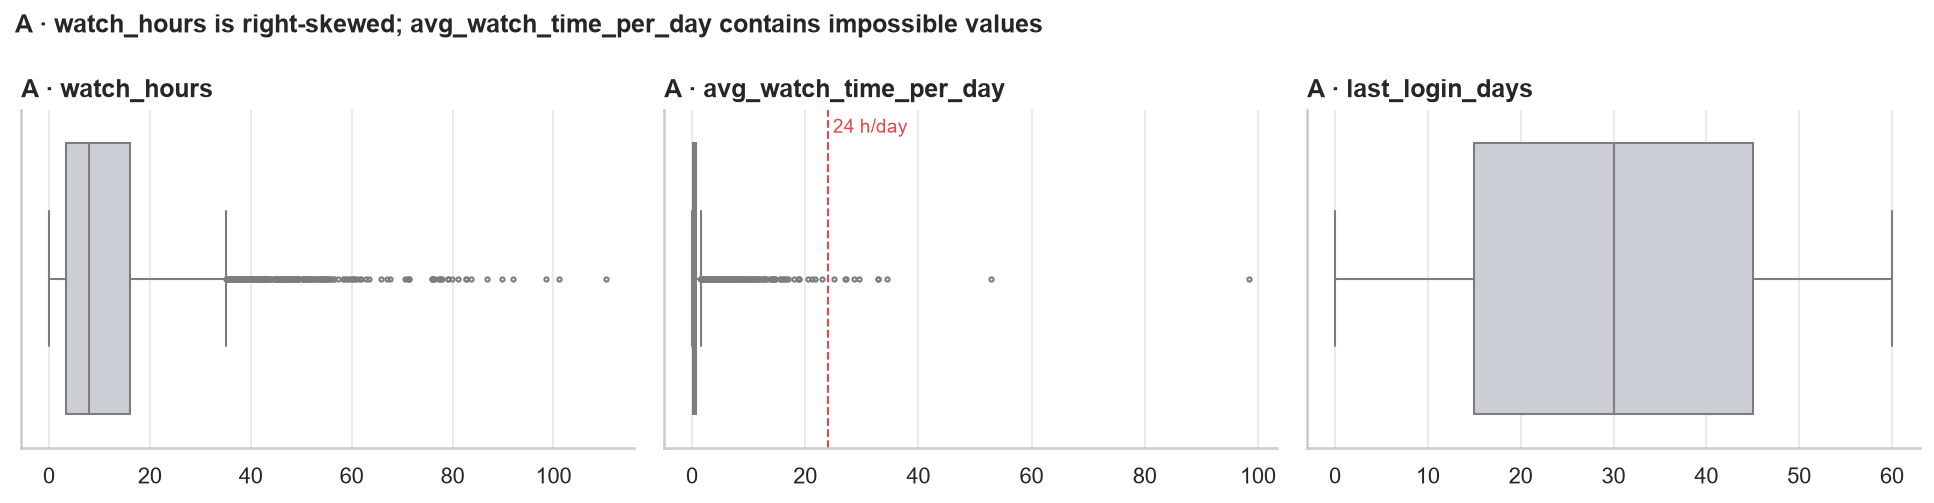 A · watch_hours is right-skewed; avg_watch_time_per_day contains impossible values
A · watch_hours
0 20 40 60 80 100
A · avg_watch_time_per_day
24 h/day
0 20 40 60 80 100
A · last_login_days
0 10 20 30 40 50 60